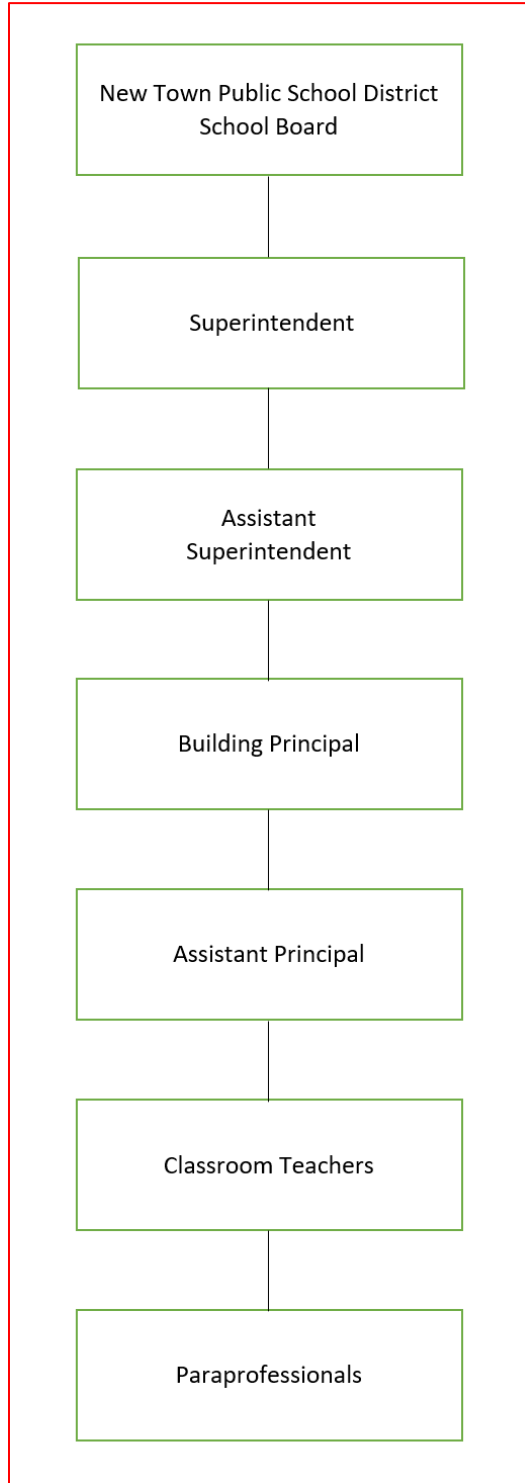 New Town Public School District
School Board
Superintendent
Assistant
Superintendent
Building Principal
Assistant Principal
Classroom Teachers
Paraprofessionals